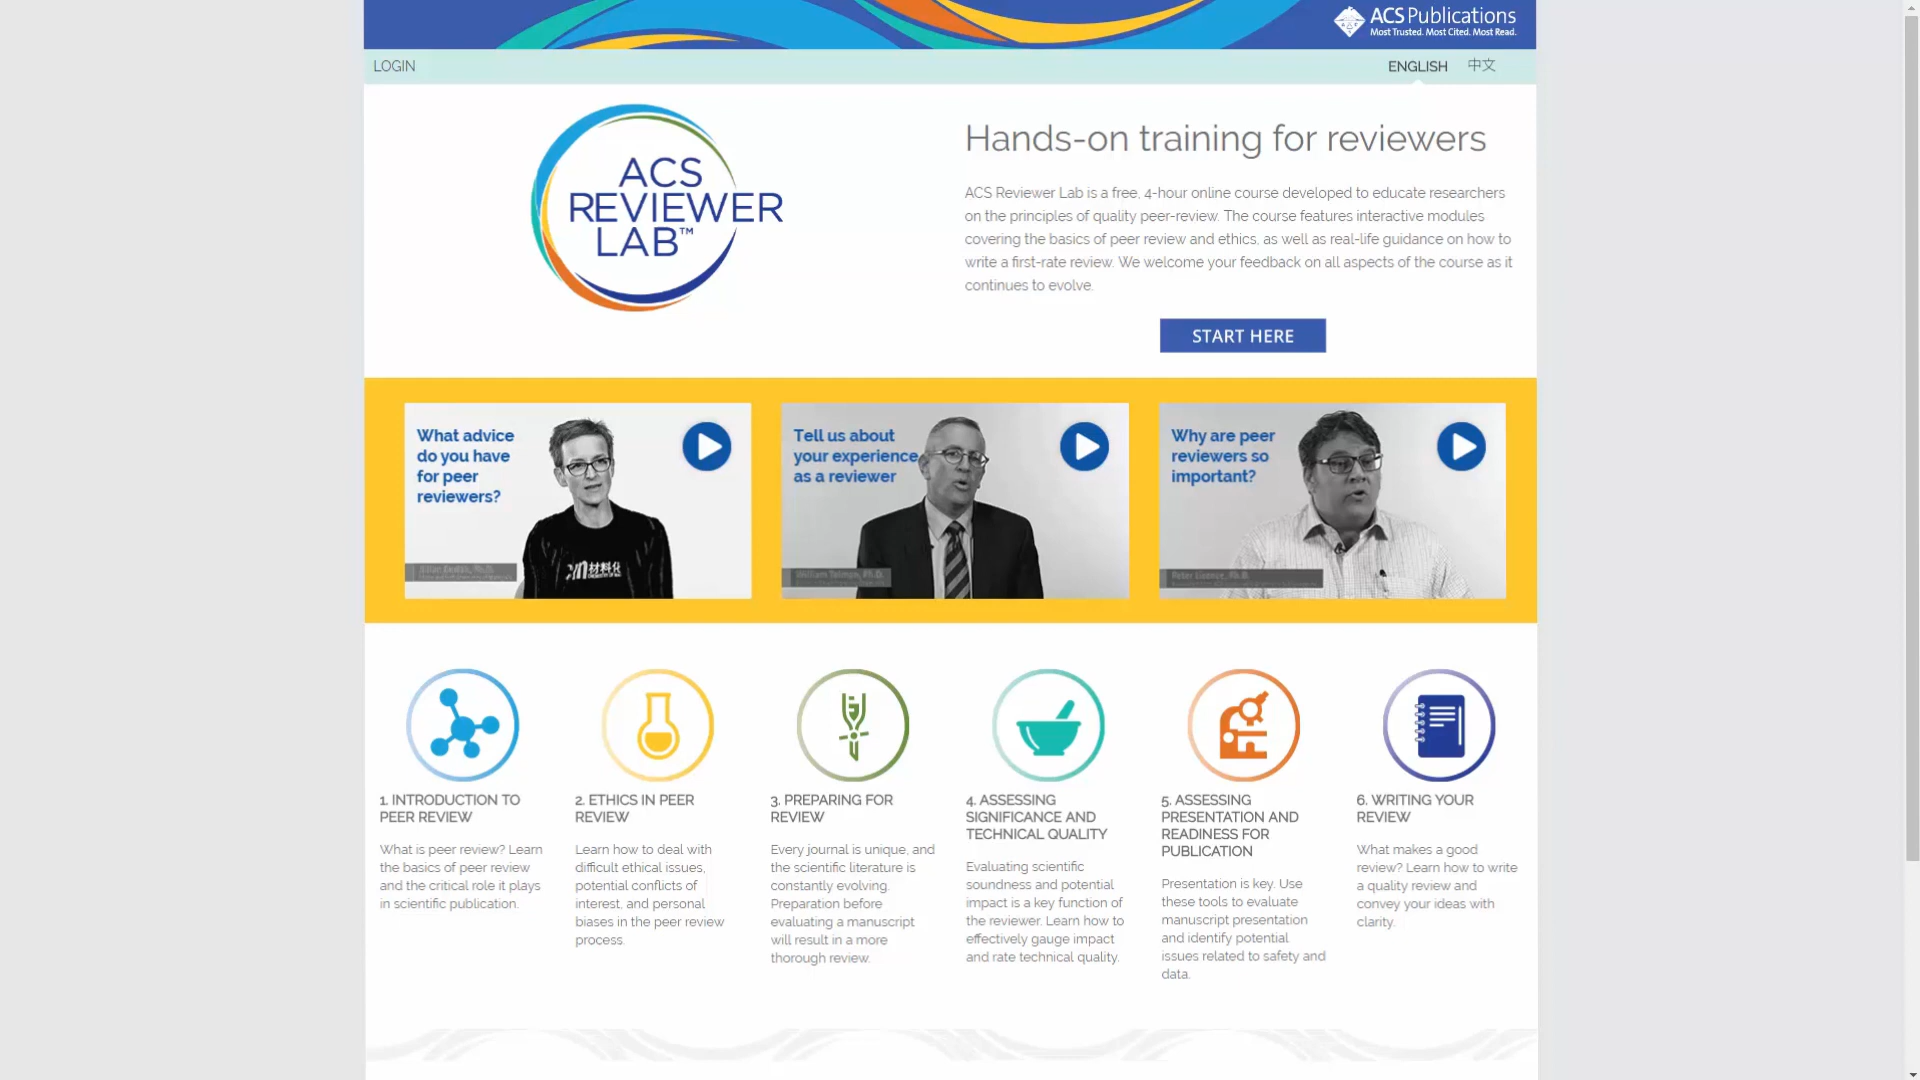 ACS Publications
Most Trusted. Most Cited. Most Read.
LOGIN
ENGLISH 中文
ACS
REVIEWER
LAB™
Hands-on training for reviewers
ACS Reviewer Lab is a free, 4-hour online course developed to educate researchers
on the principles of quality peer-review. The course features interactive modules
covering the basics of peer review and ethics, as well as real-life guidance on how to
write a first-rate review. We welcome your feedback on all aspects of the course as it
continues to evolve.
START HERE
What advice
do you have
for peer
reviewers?
材料化
Tell us about
your experience
as a reviewer
William Tolman, Ph.D.
Why are peer
reviewers so
important?
1. INTRODUCTION TO
PEER REVIEW
What is peer review? Learn
the basics of peer review
and the critical role it plays
in scientific publication.
2. ETHICS IN PEER
REVIEW
Learn how to deal with
difficult ethical issues,
potential conflicts of
interest, and personal
biases in the peer review
process.
3. PREPARING FOR
REVIEW
Every journal is unique, and
the scientific literature is
constantly evolving.
Preparation before
evaluating a manuscript
will result in a more
thorough review.
4. ASSESSING
SIGNIFICANCE AND
TECHNICAL QUALITY
Evaluating scientific
soundness and potential
impact is a key function of
the reviewer. Learn how to
effectively gauge impact
and rate technical quality.
5. ASSESSING
PRESENTATION AND
READINESS FOR
PUBLICATION
Presentation is key. Use
these tools to evaluate
manuscript presentation
and identify potential
issues related to safety and
data.
6. WRITING YOUR
REVIEW
What makes a good
review? Learn how to write
a quality review and
convey your ideas with
clarity.